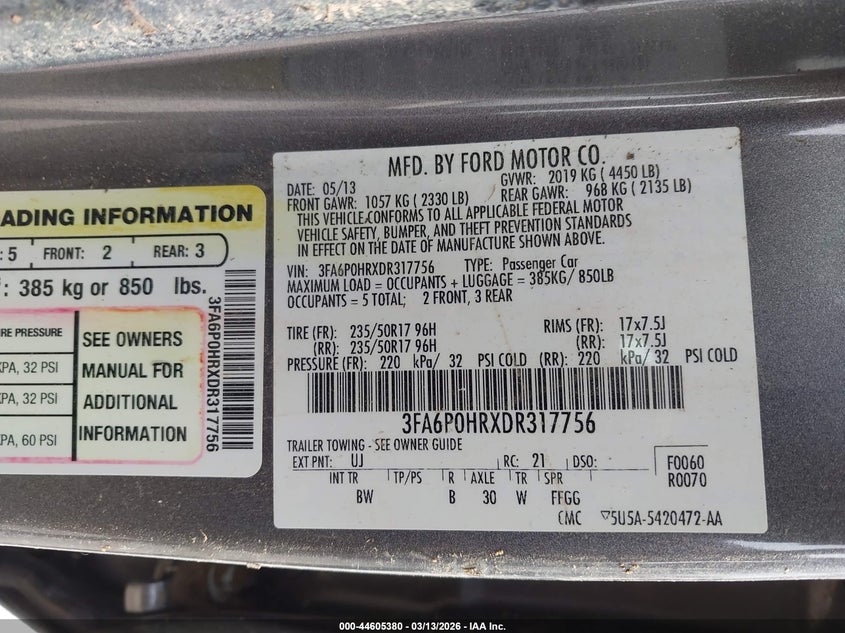 MFD. BY FORD MOTOR CO.
DATE: 05/13 GVWR: 2019 KG ( 4450 LB)
FRONT GAWR: 1057 KG ( 2330 LB) REAR GAWR: 968 KG ( 2135 LB)
THIS VEHICLE CONFORMS TO ALL APPLICABLE FEDERAL MOTOR
VEHICLE SAFETY, BUMPER, AND THEFT PREVENTION STANDARDS
IN EFFECT ON THE DATE OF MANUFACTURE SHOWN ABOVE.
VIN: 3FA6P0HRXDR317756 TYPE: Passenger Car
MAXIMUM LOAD = OCCUPANTS + LUGGAGE = 385KG/ 850LB
OCCUPANTS = 5 TOTAL; 2 FRONT, 3 REAR
TIRE (FR): 235/50R17 96H RIMS (FR): 17x7.5J
(RR): 235/50R17 96H (RR): 17x7.5J
PRESSURE (FR): 220 kPa/ 32 PSI COLD (RR): 220 kPa/ 32 PSI COLD
3FA6P0HRXDR317756
TRAILER TOWING - SEE OWNER GUIDE
EXT PNT: UJ RC: 21 DSO: F0060
R0070
INT TR TP/PS R AXLE TR SPR
BW B 30 W FFGG
CMC 5U5A-5420472-AA
ADING INFORMATION
: 5 FRONT: 2 REAR: 3
: 385 kg or 850 lbs.
RE PRESSURE
KPA, 32 PSI
KPA, 32 PSI
KPA, 60 PSI
SEE OWNERS
MANUAL FOR
ADDITIONAL
INFORMATION
3FA6P0HRXDR317756
000-44605380 - 03/13/2026 - IAA Inc.